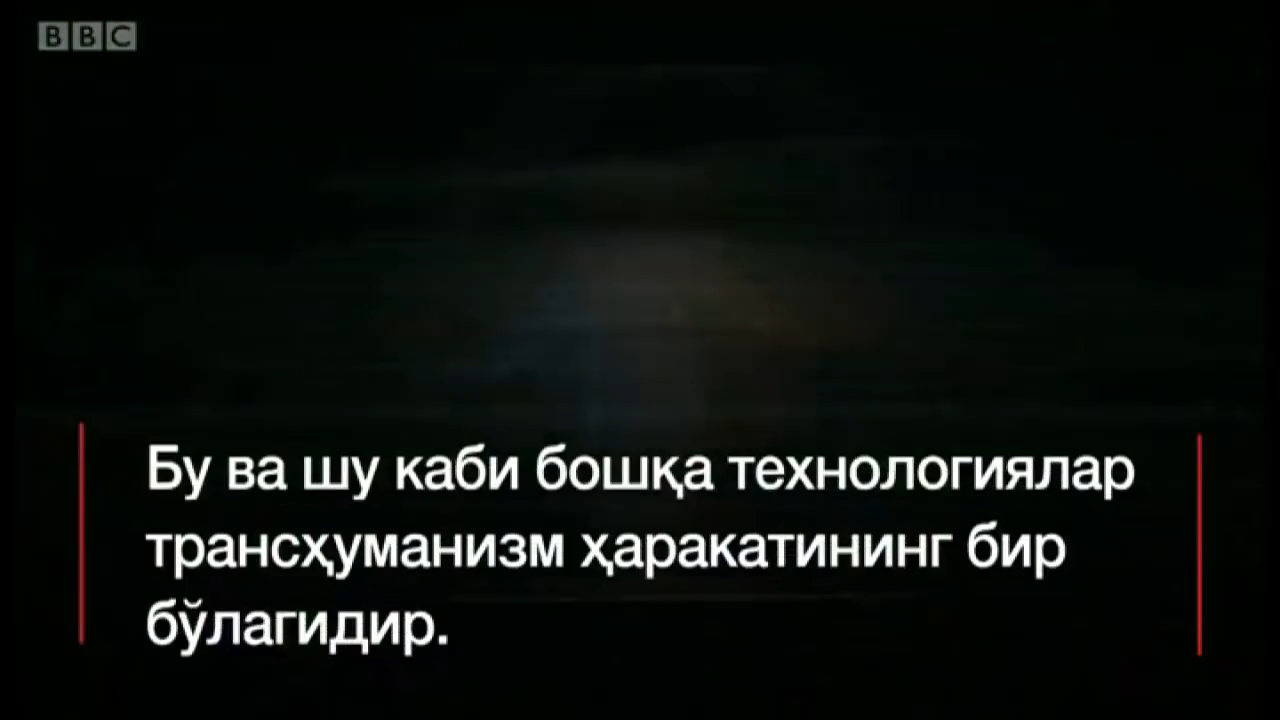 BBC
Бу ва шу каби бошқа технологиялар
трансҳуманизм ҳаракатининг бир
бўлагидир.